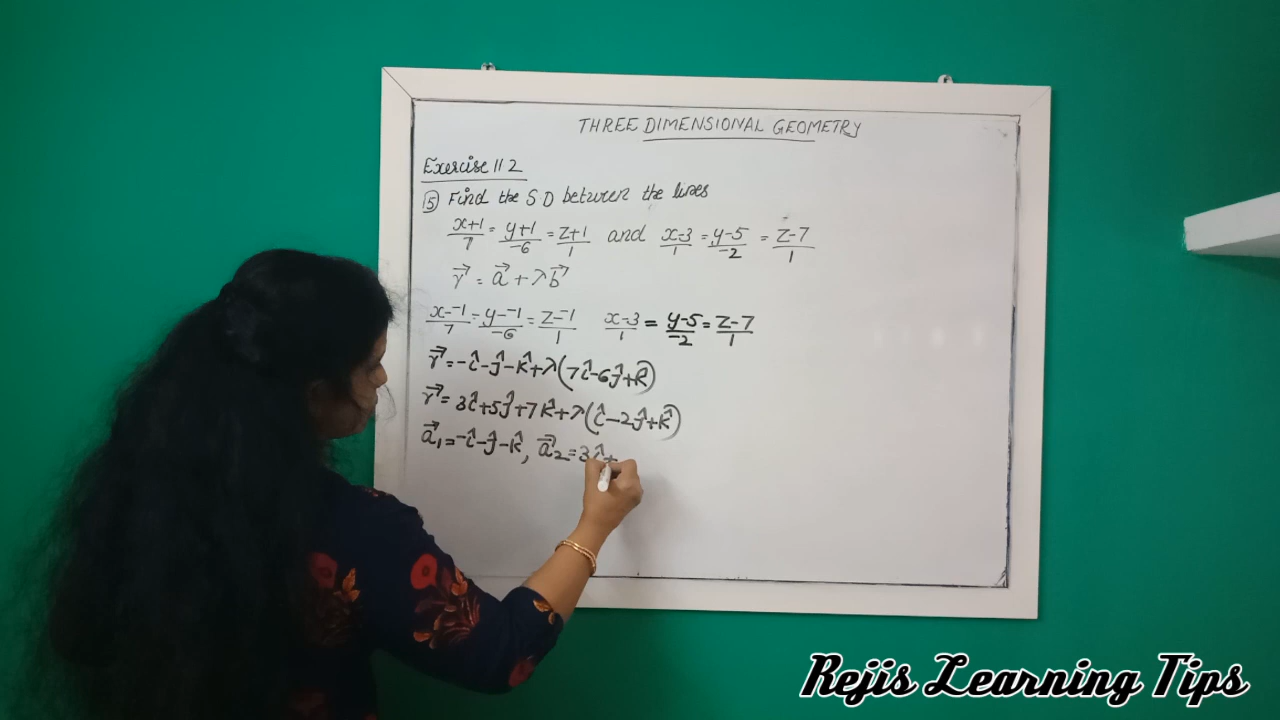 THREE DIMENSIONAL GEOMETRY
Exercise 11 2
⑤ Find the S D between the lines
x+1/7 = y+1/-6 = z+1/1 and x-3/1 = y-5/-2 = z-7/1
r⃗ = a⃗ + λb⃗
x--1/7 = y--1/-6 = z--1/1 x-3/1 = y-5/-2 = z-7/1
r⃗ = -î-ĵ-k̂+λ(7î-6ĵ+k̂)
r⃗ = 3î+5ĵ+7k̂+λ(î-2ĵ+k̂)
a⃗₁=-î-ĵ-k̂, a⃗₂=3î+
Rejis Learning Tips